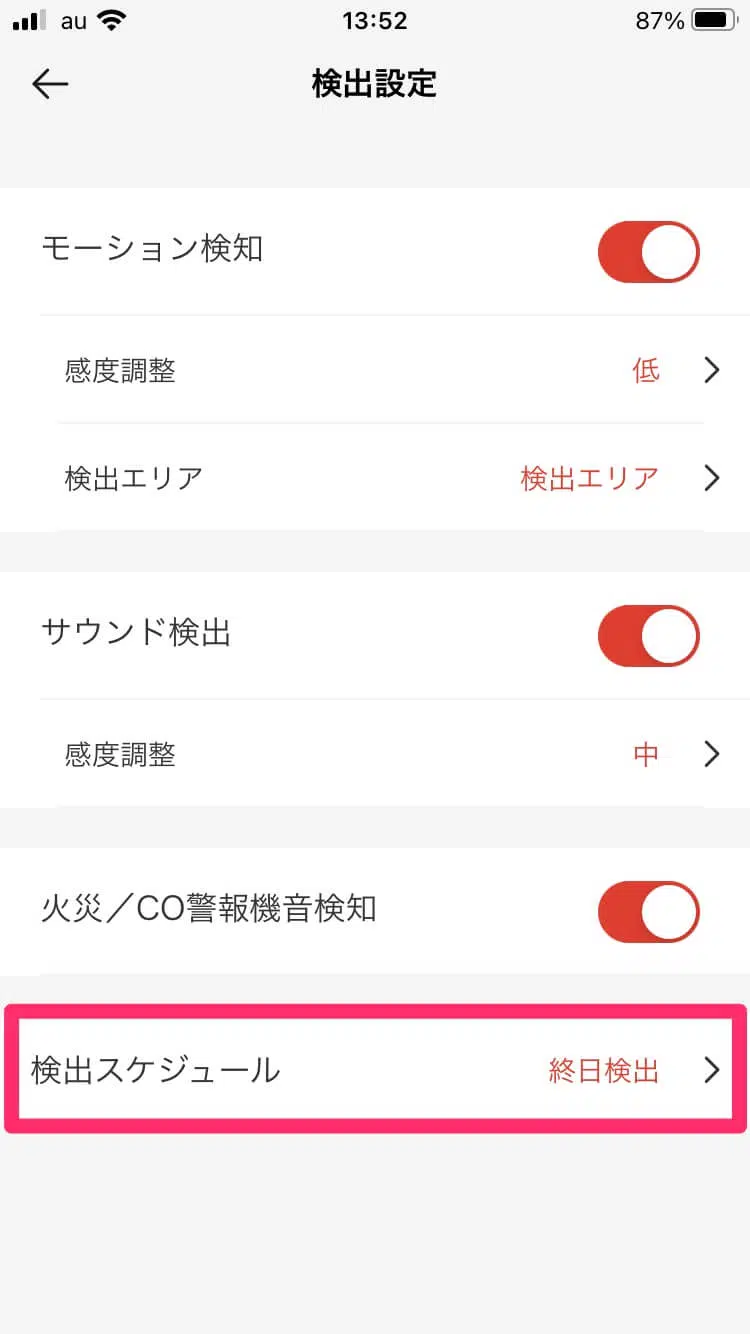 au 13:52 87%
検出設定
モーション検知
感度調整 低
検出エリア 検出エリア
サウンド検出
感度調整 中
火災／CO警報機音検知
検出スケジュール 終日検出